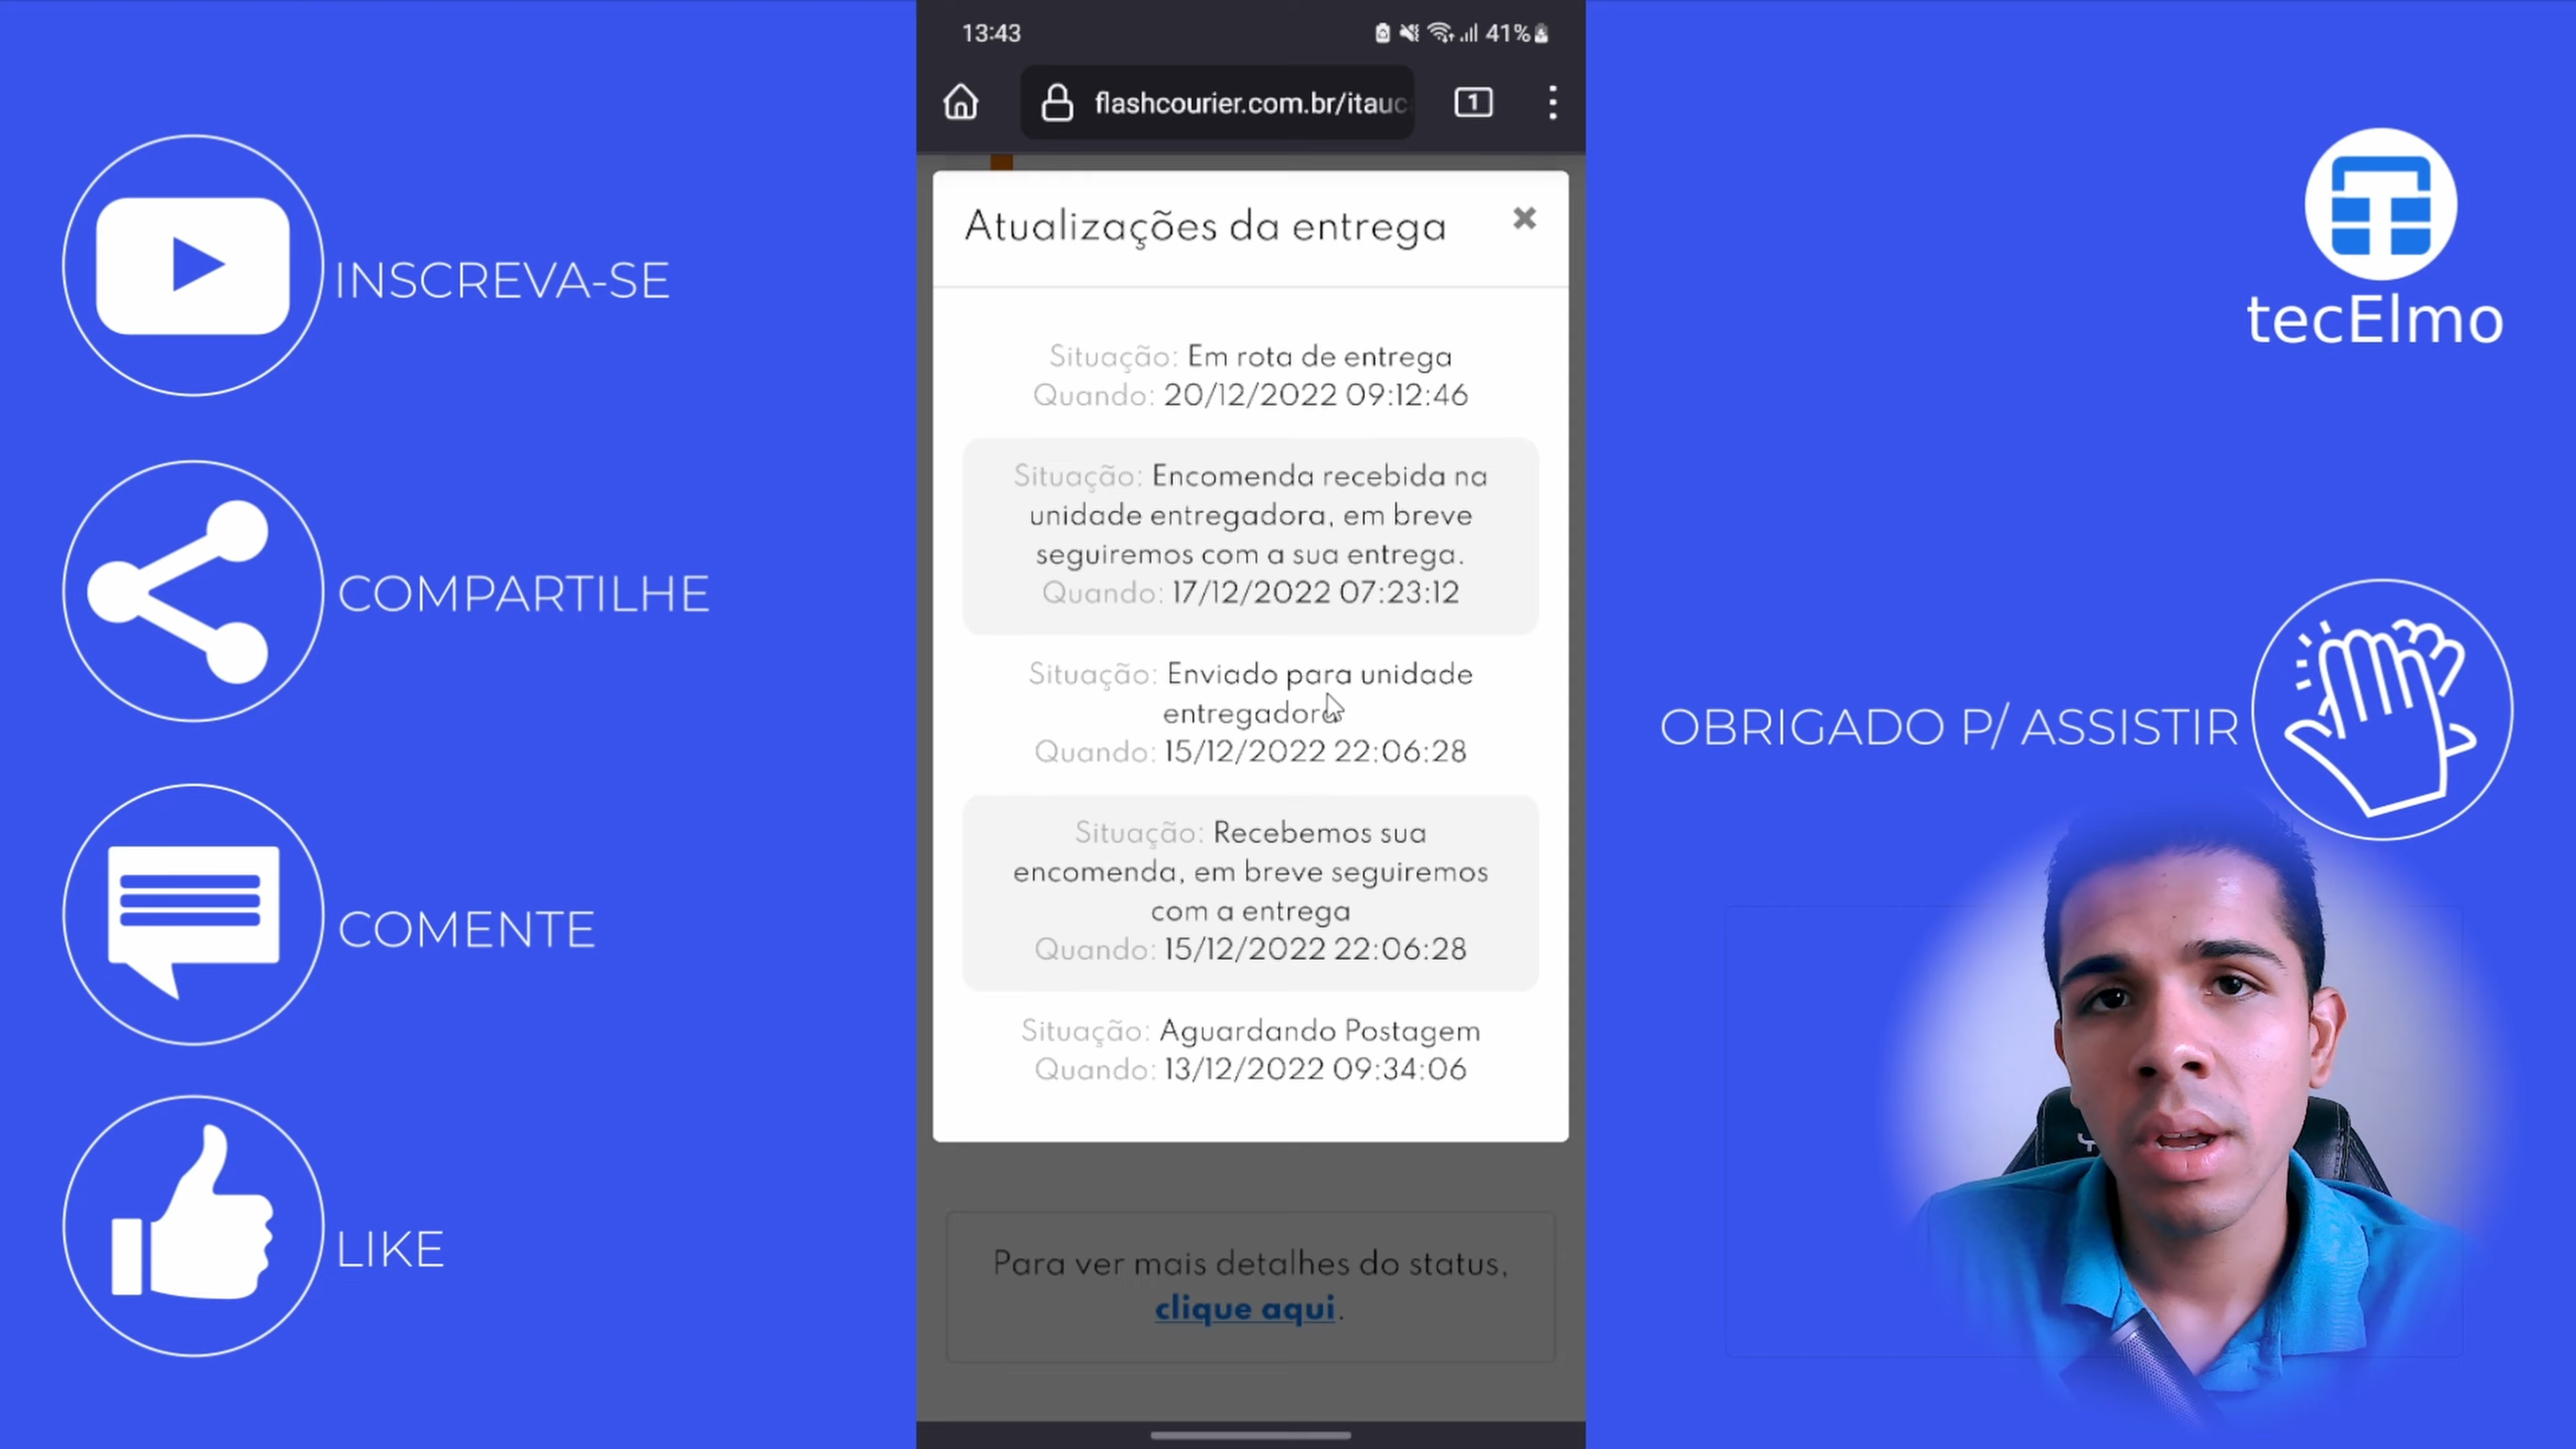 13:43
41%
flashcourier.com.br/itauc
1
Atualizações da entrega
Situação: Em rota de entrega
Quando: 20/12/2022 09:12:46
Situação: Encomenda recebida na
unidade entregadora, em breve
seguiremos com a sua entrega.
Quando: 17/12/2022 07:23:12
Situação: Enviado para unidade
entregadora
Quando: 15/12/2022 22:06:28
Situação: Recebemos sua
encomenda, em breve seguiremos
com a entrega
Quando: 15/12/2022 22:06:28
Situação: Aguardando Postagem
Quando: 13/12/2022 09:34:06
Para ver mais detalhes do status,
clique aqui.
INSCREVA-SE
COMPARTILHE
COMENTE
LIKE
tecElmo
OBRIGADO P/ ASSISTIR